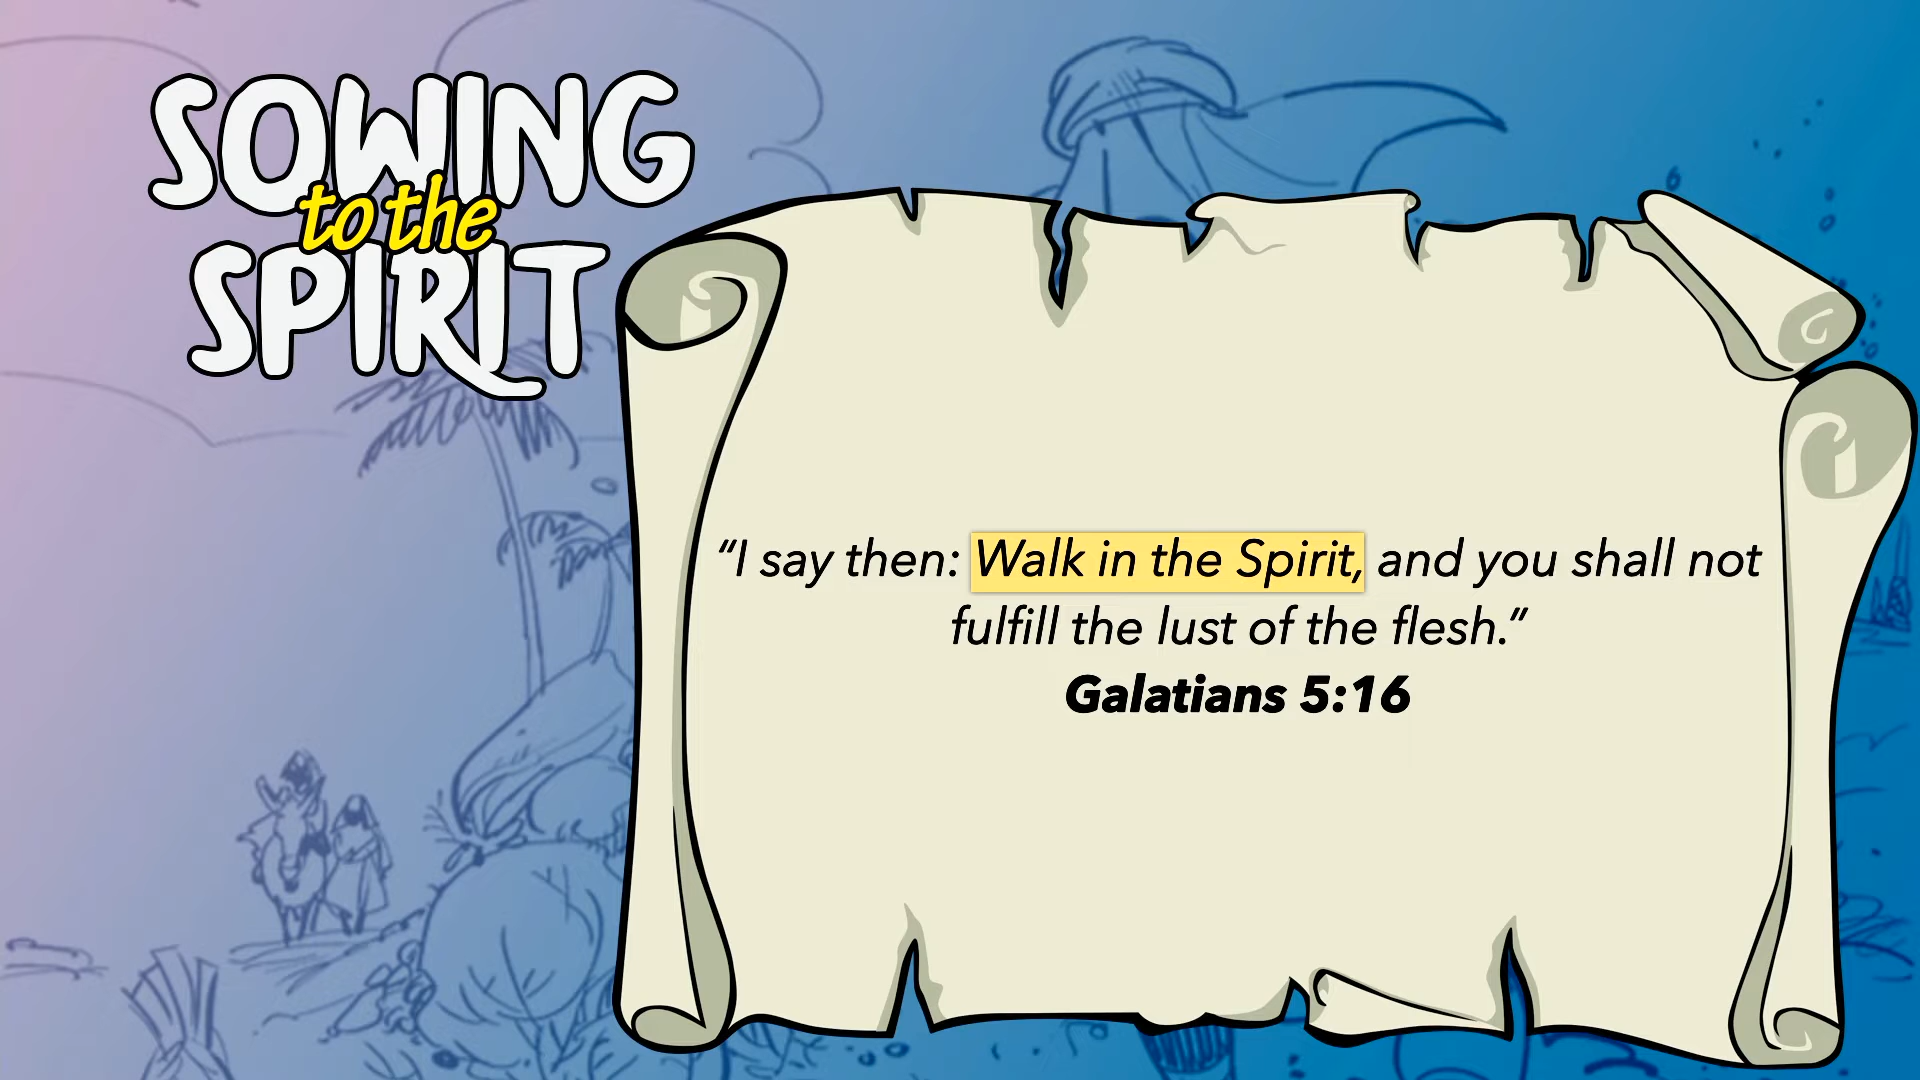 SOWING
to the
SPIRIT
“I say then: Walk in the Spirit, and you shall not
fulfill the lust of the flesh.”
Galatians 5:16